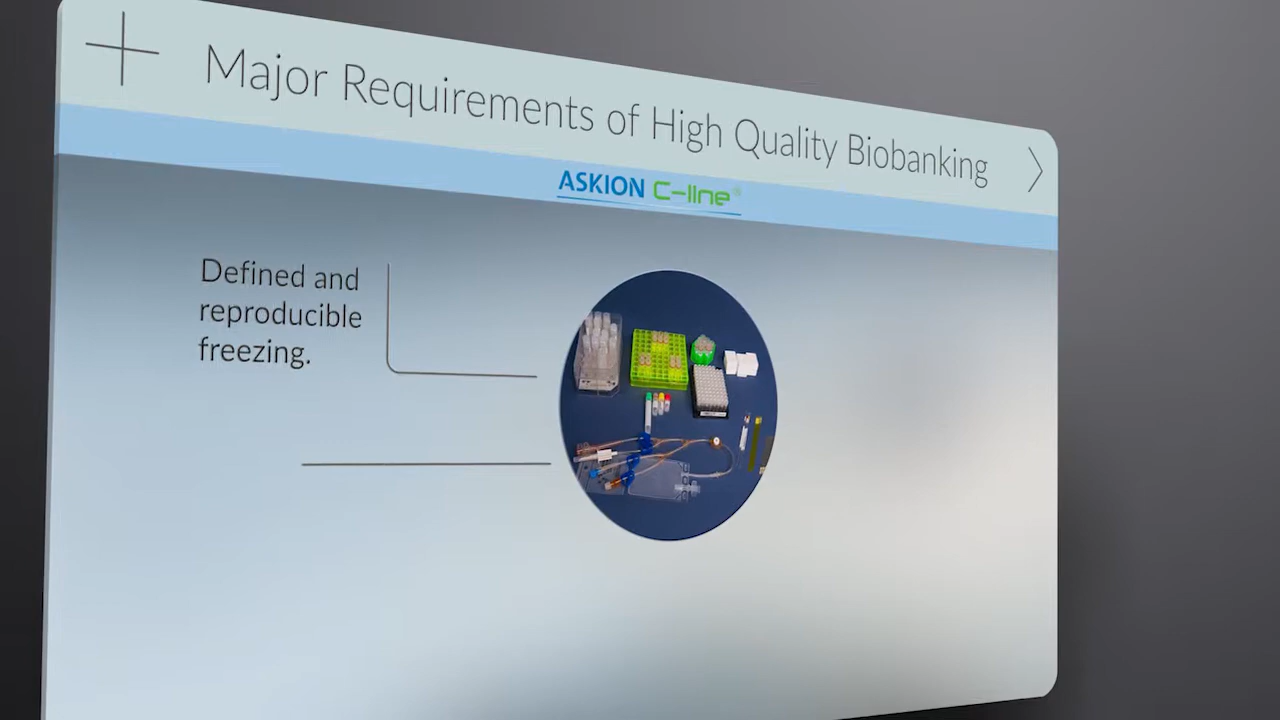 Major Requirements of High Quality Biobanking
ASKION C-line®
Defined and
reproducible
freezing.